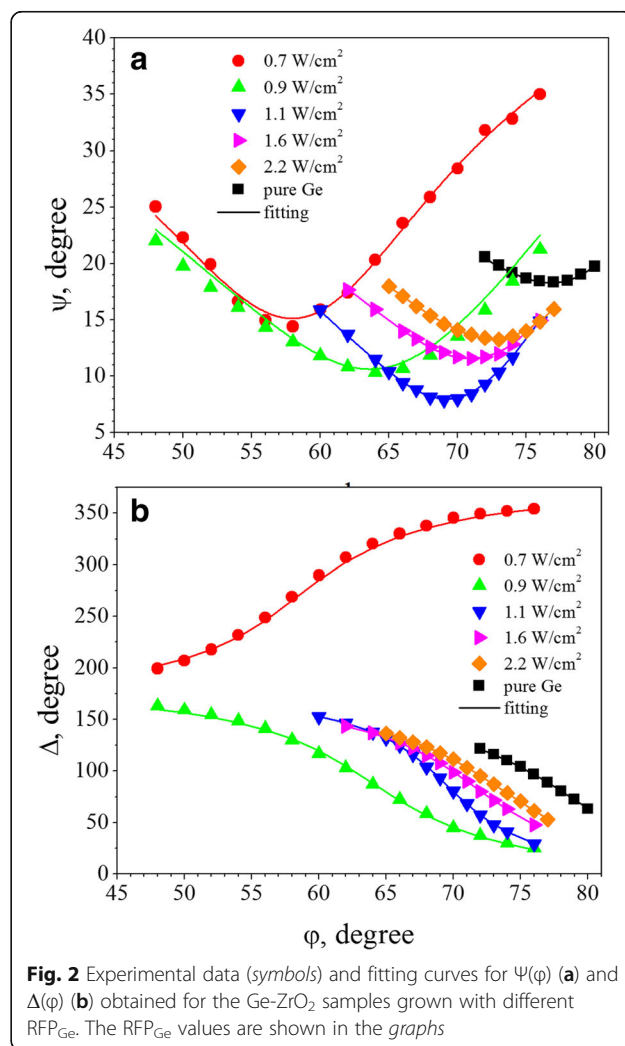 a
40
35
30
25
20
15
10
5
Ψ, degree
0.7 W/cm²
0.9 W/cm²
1.1 W/cm²
1.6 W/cm²
2.2 W/cm²
pure Ge
fitting
45 50 55 60 65 70 75 80
b
350
300
250
200
150
100
50
0
Δ, degree
0.7 W/cm²
0.9 W/cm²
1.1 W/cm²
1.6 W/cm²
2.2 W/cm²
pure Ge
fitting
45 50 55 60 65 70 75 80
φ, degree
Fig. 2 Experimental data (symbols) and fitting curves for Ψ(φ) (a) and
Δ(φ) (b) obtained for the Ge-ZrO₂ samples grown with different
RFP_Ge. The RFP_Ge values are shown in the graphs